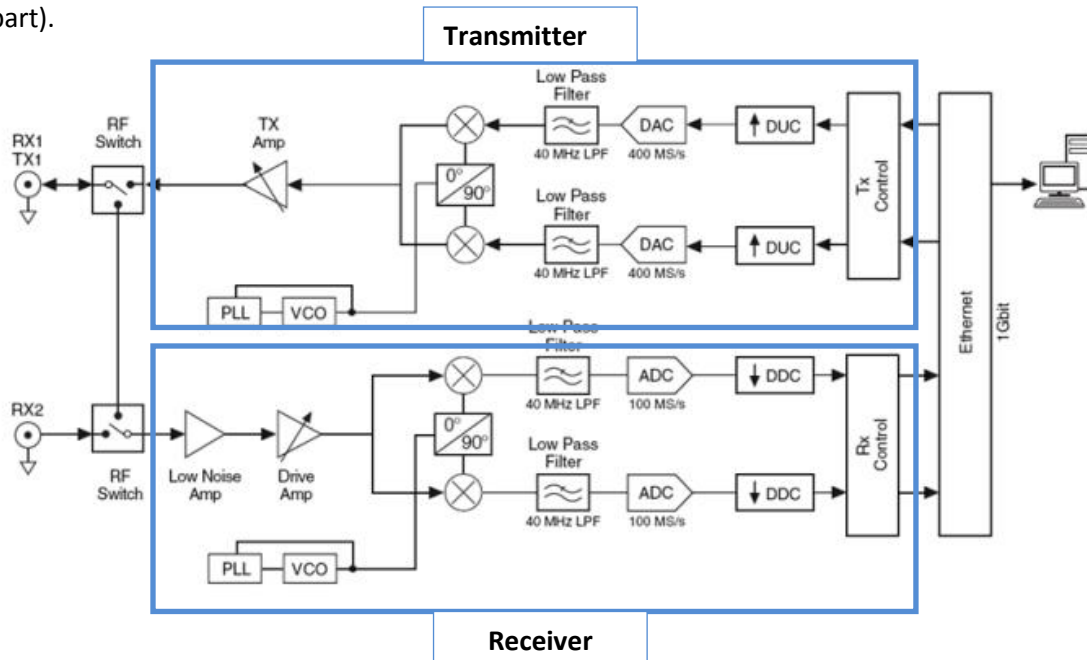 part).
Transmitter
Low Pass
Filter
TX
Amp
RF
Switch
RX1
TX1
DAC
↑ DUC
40 MHz LPF
400 MS/s
0°
90°
Tx
Control
Low Pass
Filter
DAC
↑ DUC
40 MHz LPF
400 MS/s
PLL
VCO
Ethernet
1Gbit
Low Pass
Filter
ADC
↓ DDC
40 MHz LPF
100 MS/s
RX2
0°
90°
Rx
Control
RF
Switch
Low Noise
Amp
Drive
Amp
Low Pass
Filter
ADC
↓ DDC
40 MHz LPF
100 MS/s
PLL
VCO
Receiver